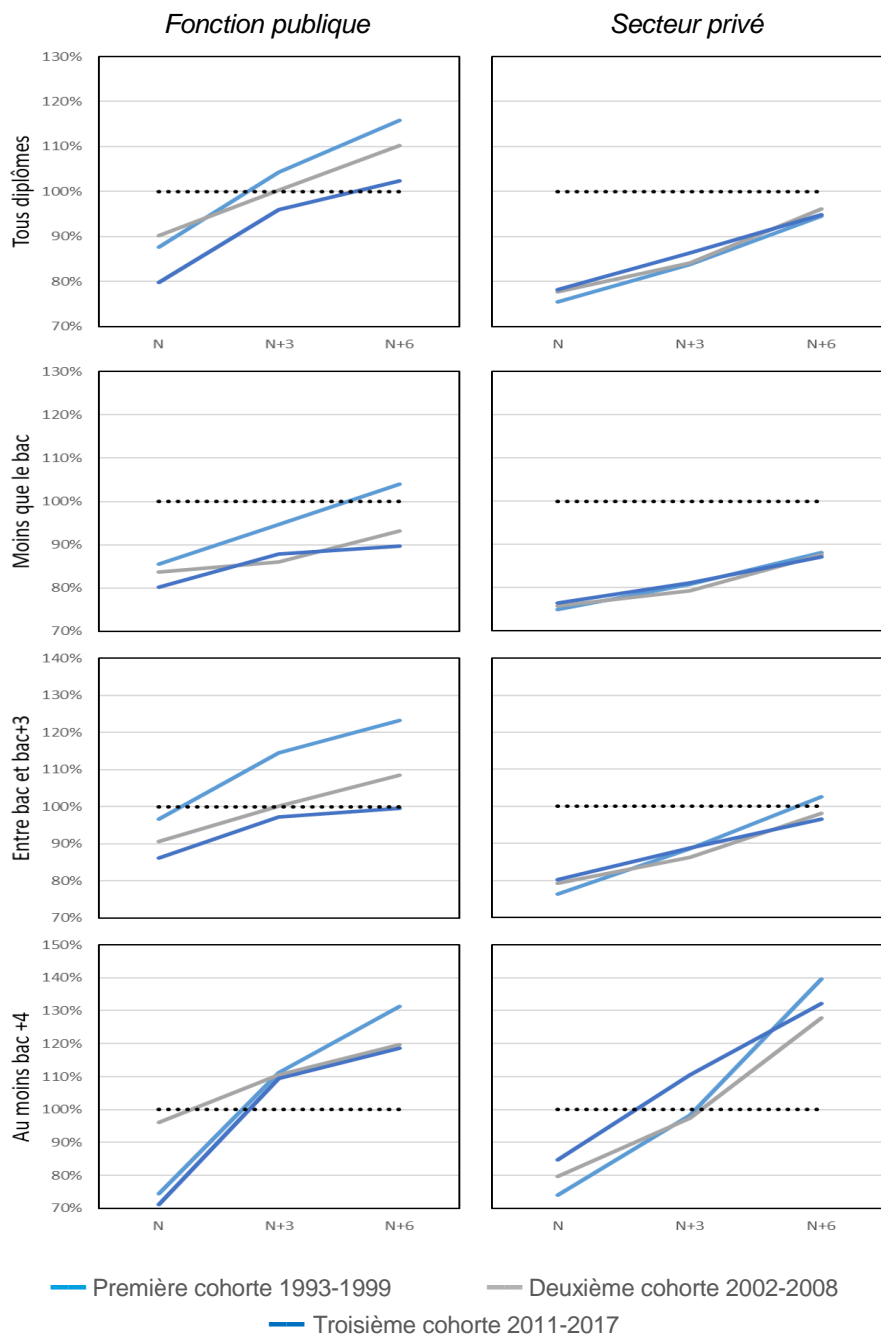 Fonction publique
Secteur privé
Tous diplômes
130%
120%
110%
100%
90%
80%
70%
N
N+3
N+6
N
N+3
N+6
Moins que le bac
130%
120%
110%
100%
90%
80%
70%
Entre bac et bac+3
140%
130%
120%
110%
100%
90%
80%
70%
Au moins bac +4
150%
140%
130%
120%
110%
100%
90%
80%
70%
N
N+3
N+6
N
N+3
N+6
Première cohorte 1993-1999
Deuxième cohorte 2002-2008
Troisième cohorte 2011-2017